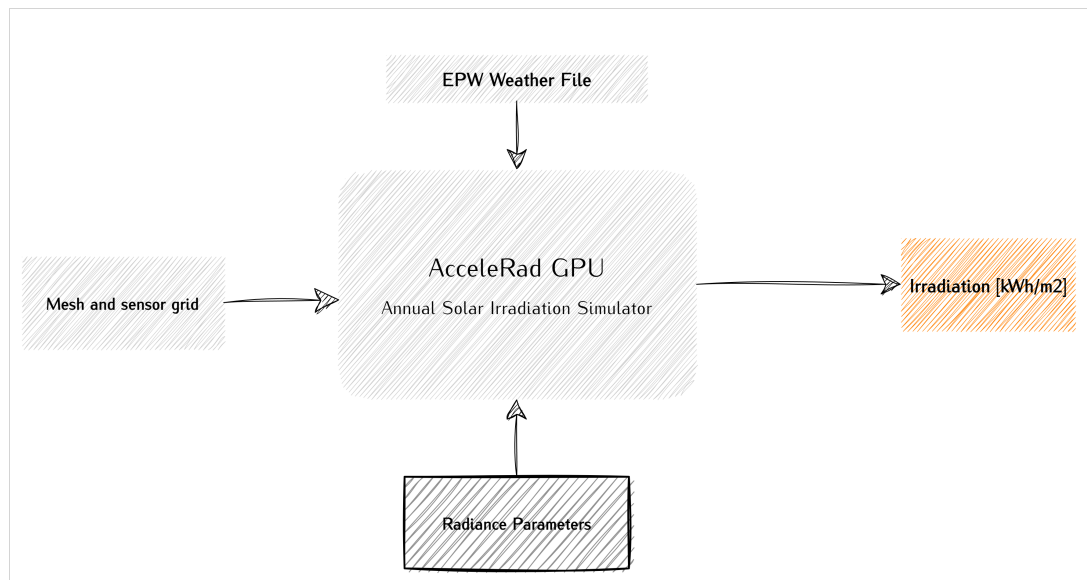 EPW Weather File
AcceleRad GPU
Annual Solar Irradiation Simulator
Mesh and sensor grid
Irradiation [kWh/m2]
Radiance Parameters